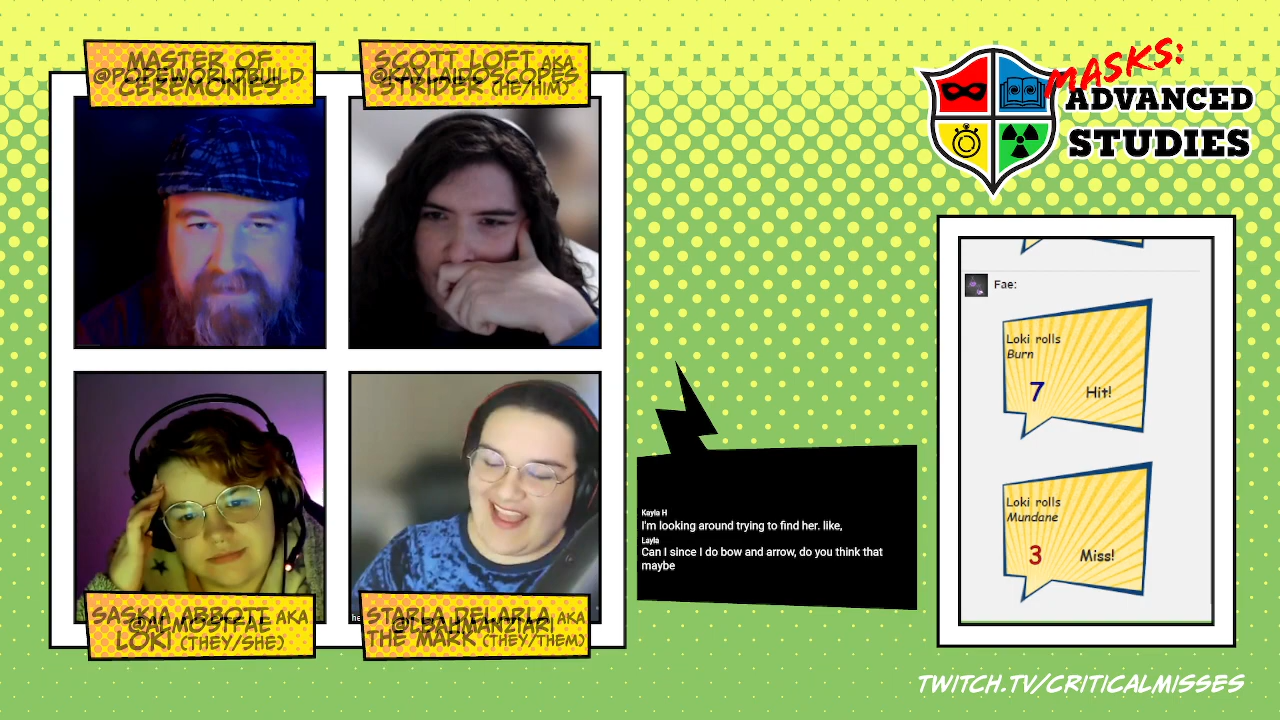 MASTER OF
@POPEWORLDBUILD
CEREMONIES
SCOTT LOFT AKA
@KAYLAIDOSCOPES
STRIDER (HE/HIM)
MASKS:
ADVANCED
STUDIES
Fae:
Loki rolls
Burn
7 Hit!
Loki rolls
Mundane
3 Miss!
Kayla H
I'm looking around trying to find her. like,
Layla
Can I since I do bow and arrow, do you think that
maybe
SASKIA ABBOTT AKA
@ALMOSTFAE
LOKI (THEY/SHE)
STARLA DELARLA AKA
THE MARK (THEY/THEM)
he
TWITCH.TV/CRITICALMISSES